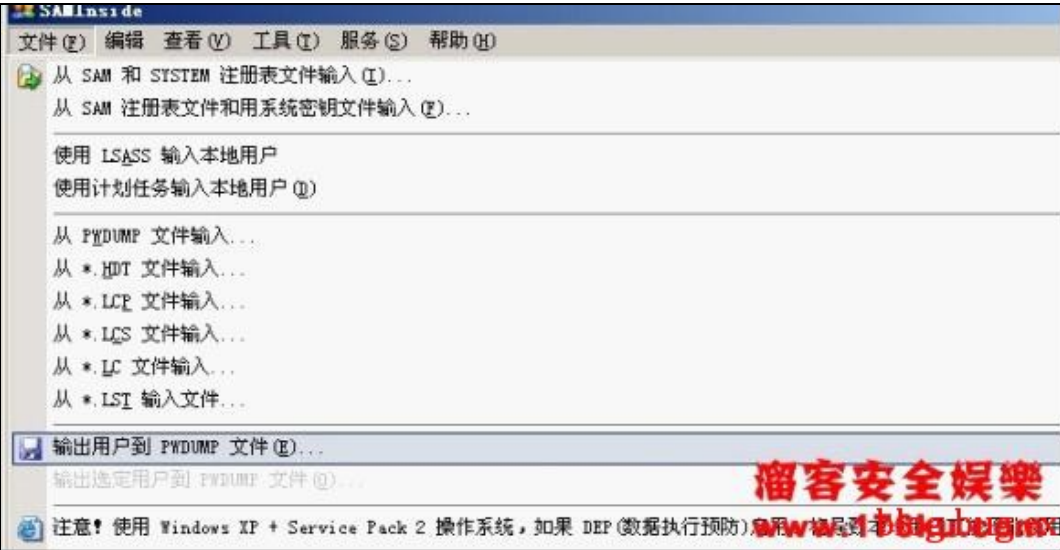 SAMInside
文件(F) 编辑 查看(V) 工具(T) 服务(S) 帮助(H)
从 SAM 和 SYSTEM 注册表文件输入(I)...
从 SAM 注册表文件和用系统密钥文件输入(F)...
使用 LSASS 输入本地用户
使用计划任务输入本地用户(D)
从 PWDUMP 文件输入...
从 *.HDT 文件输入...
从 *.LCP 文件输入...
从 *.LCS 文件输入...
从 *.LC 文件输入...
从 *.LST 输入文件...
输出用户到 PWDUMP 文件(E)...
输出选定用户到 PWDUMP 文件(O)...
溜客安全娱樂
注意! 使用 Windows XP + Service Pack 2 操作系统,如果 DEP(数据执行预防)启用,